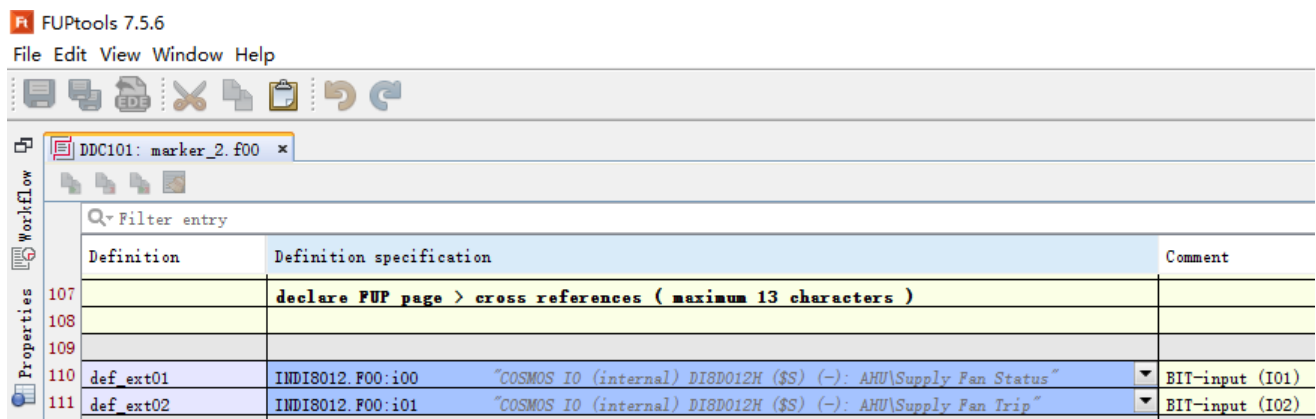 Ft FUPtools 7.5.6
File Edit View Window Help
EDE
DDC101: marker_2.f00 ×
Workflow
Properties
Filter entry
Definition Definition specification Comment
107 declare FUP page > cross references ( maximum 13 characters )
108
109
110 def_ext01 INDI8012.F00:i00 "COSMOS IO (internal) DI8D012H ($S) (-): AHU\Supply Fan Status" BIT-input (I01)
111 def_ext02 INDI8012.F00:i01 "COSMOS IO (internal) DI8D012H ($S) (-): AHU\Supply Fan Trip" BIT-input (I02)